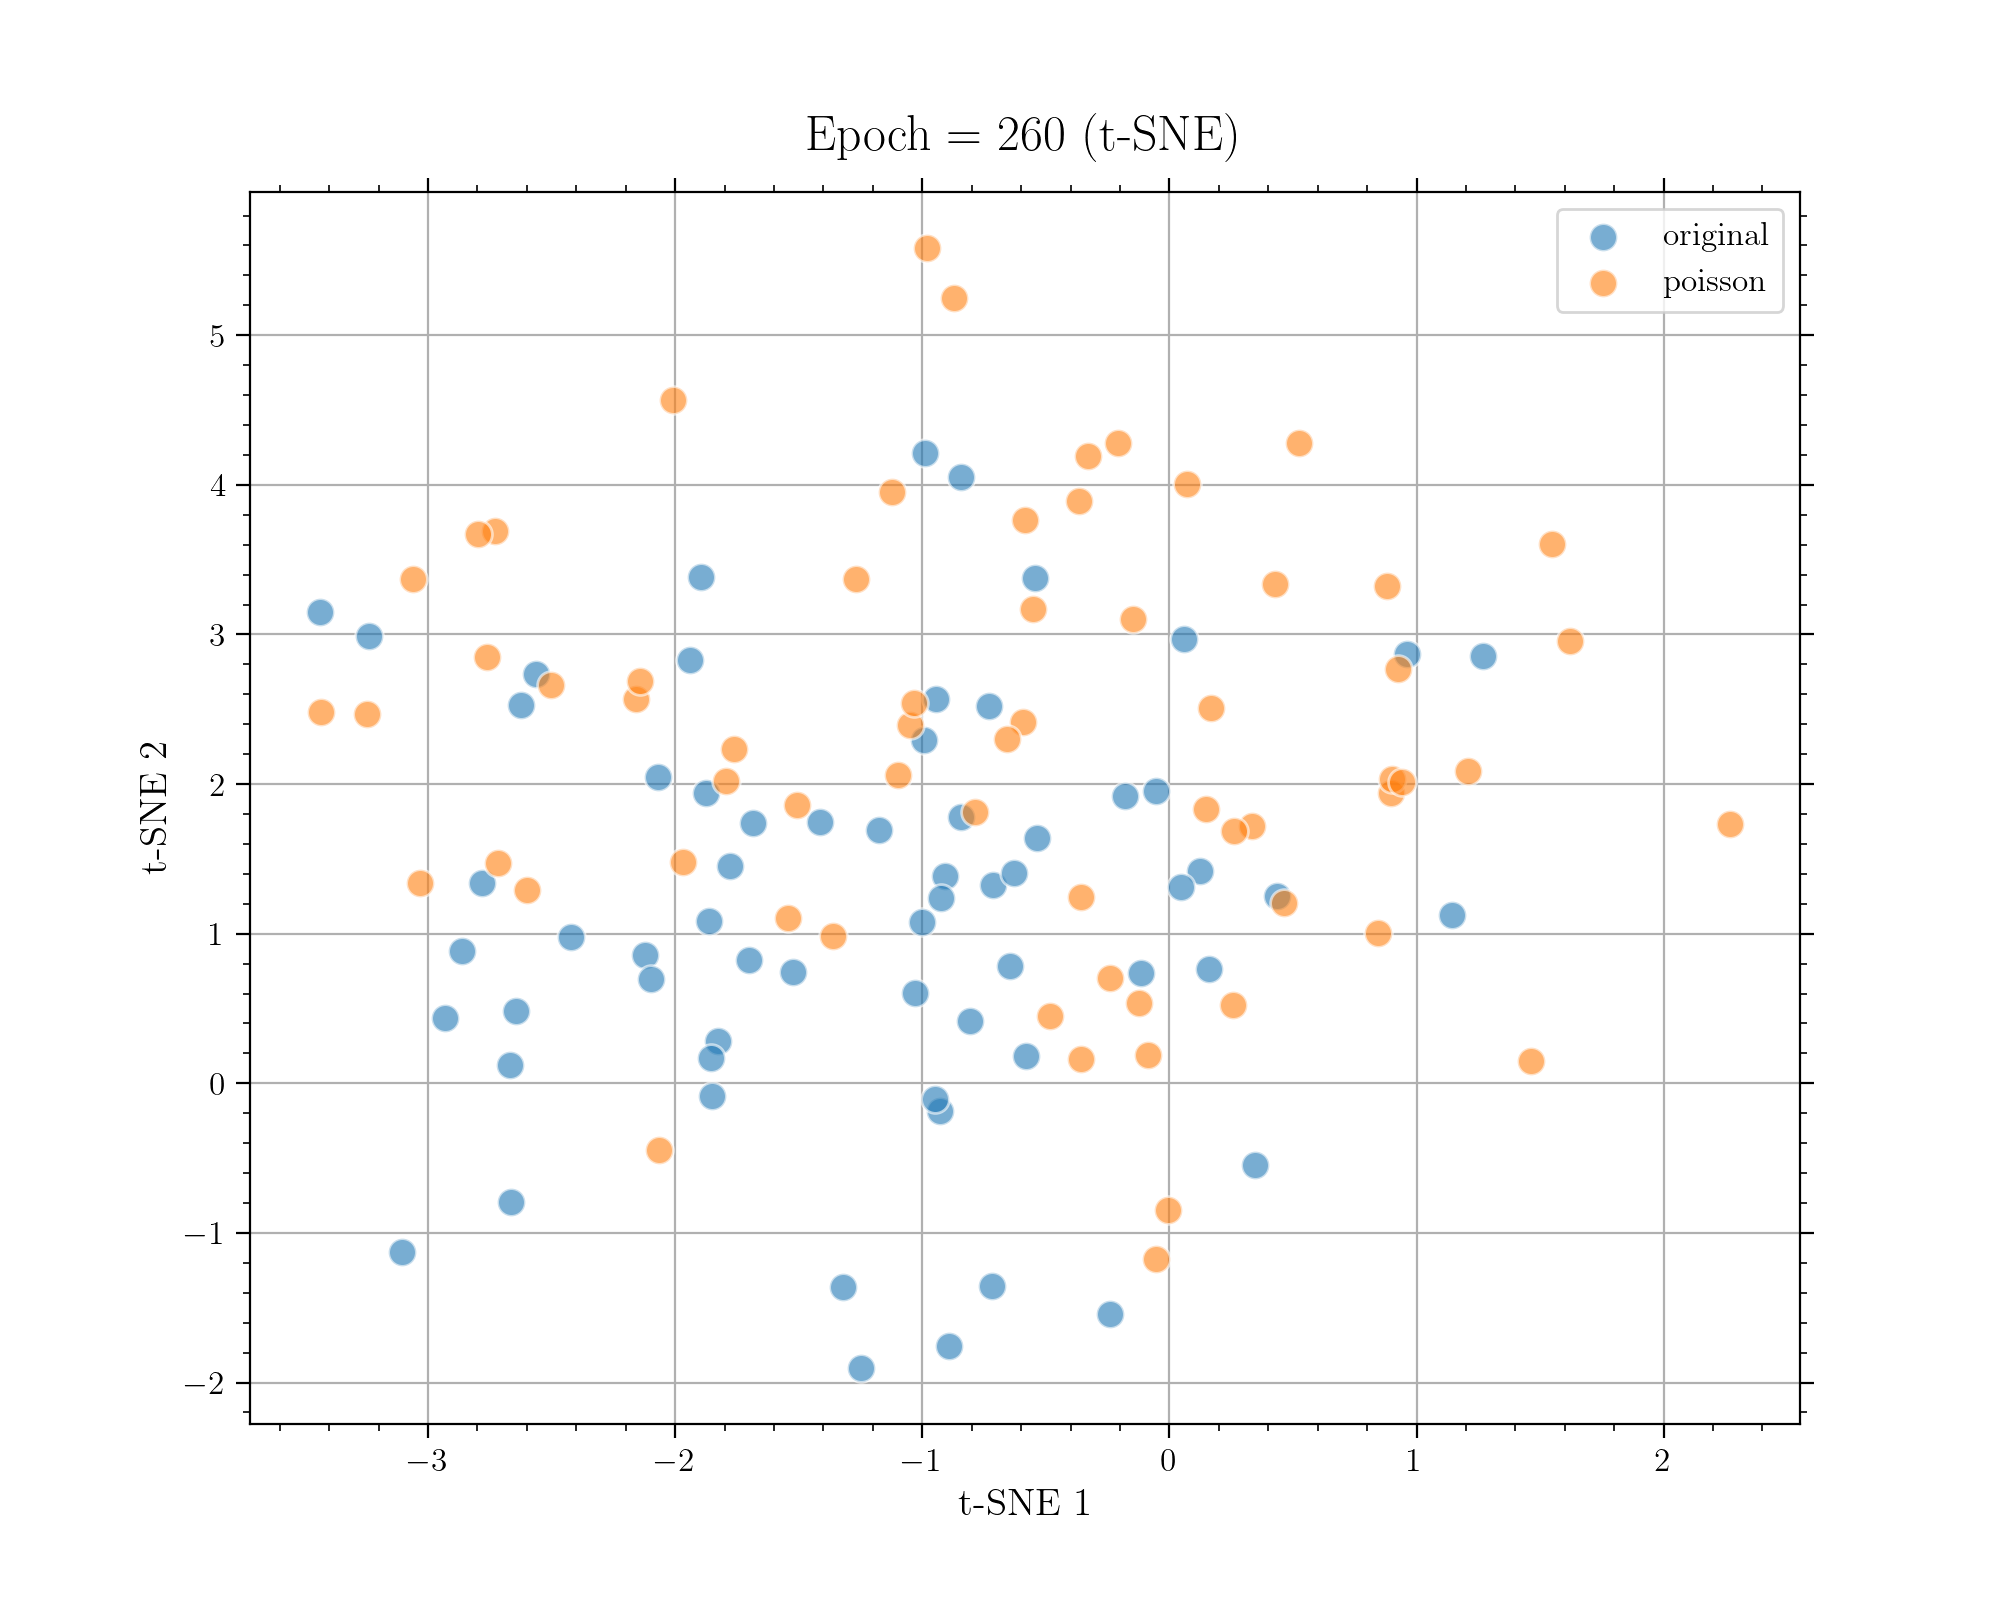 Epoch = 260 (t-SNE)
original
poisson
5
4
3
2
1
0
−1
−2
t-SNE 2
−3 −2 −1 0 1 2
t-SNE 1